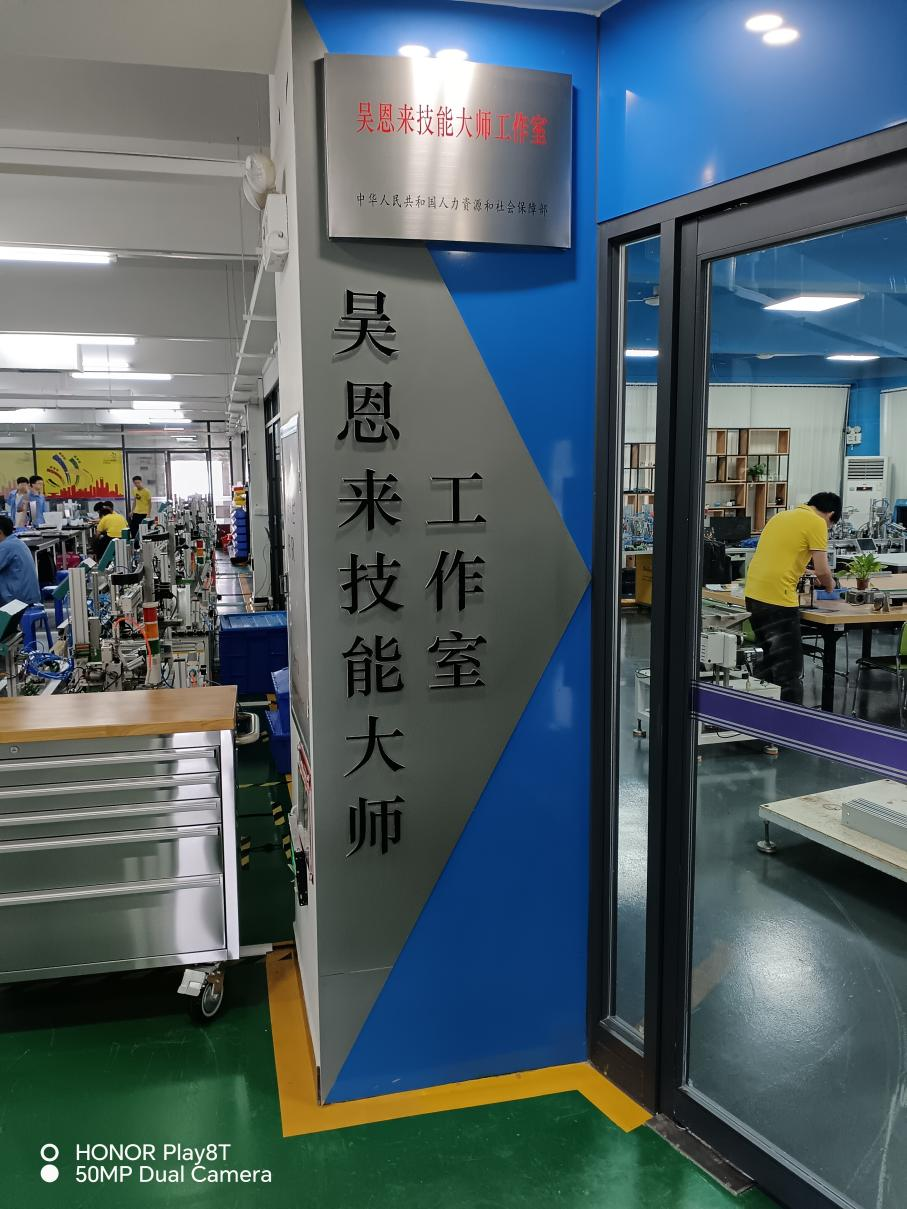 吴恩来技能大师工作室
中华人民共和国人力资源和社会保障部
吴恩来技能大师
工作室
HONOR Play8T
50MP Dual Camera